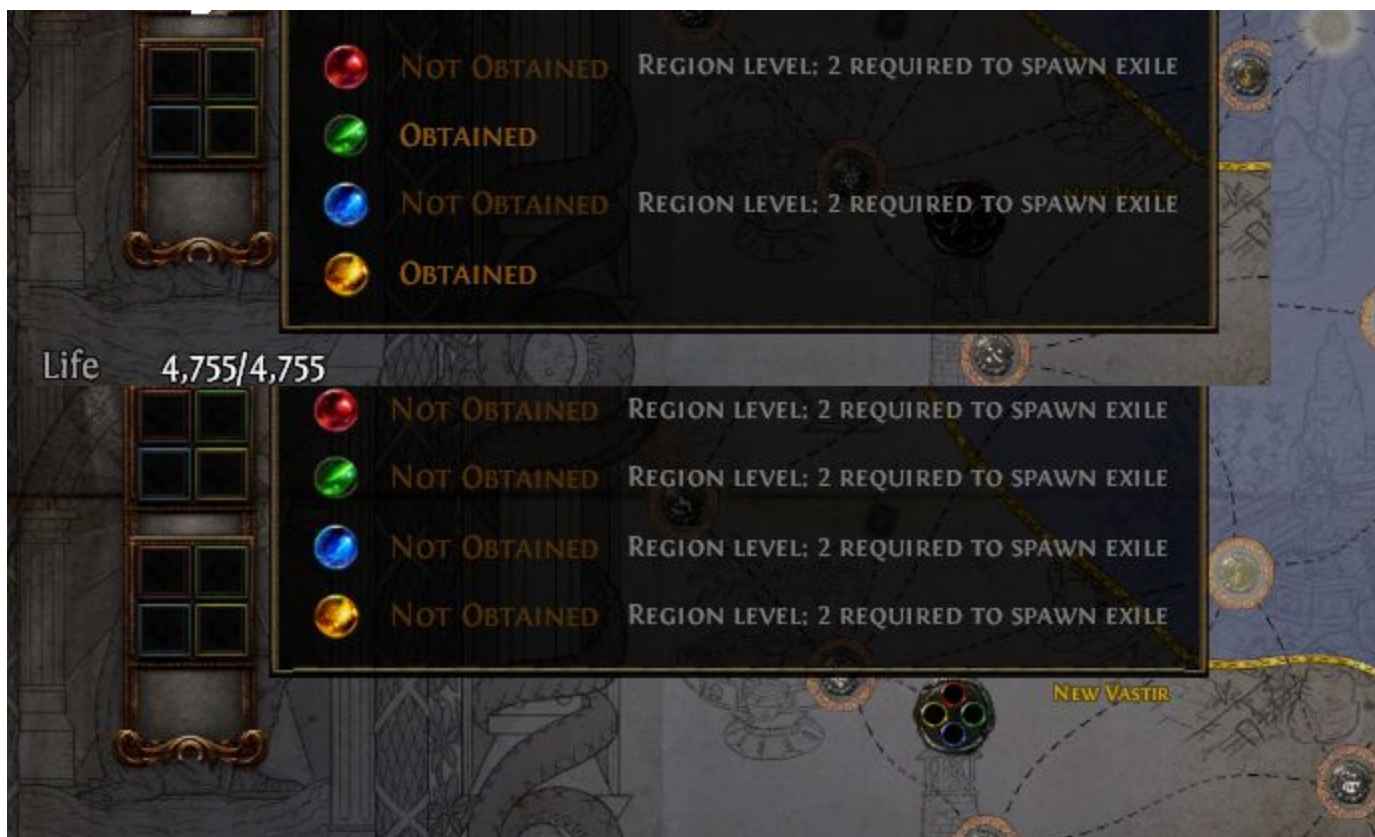 Not Obtained Region level: 2 required to spawn exile
Obtained
Not Obtained Region level: 2 required to spawn exile
New Vastir
Obtained
Life 4,755/4,755
Not Obtained Region level: 2 required to spawn exile
Not Obtained Region level: 2 required to spawn exile
Not Obtained Region level: 2 required to spawn exile
Not Obtained Region level: 2 required to spawn exile
New Vastir